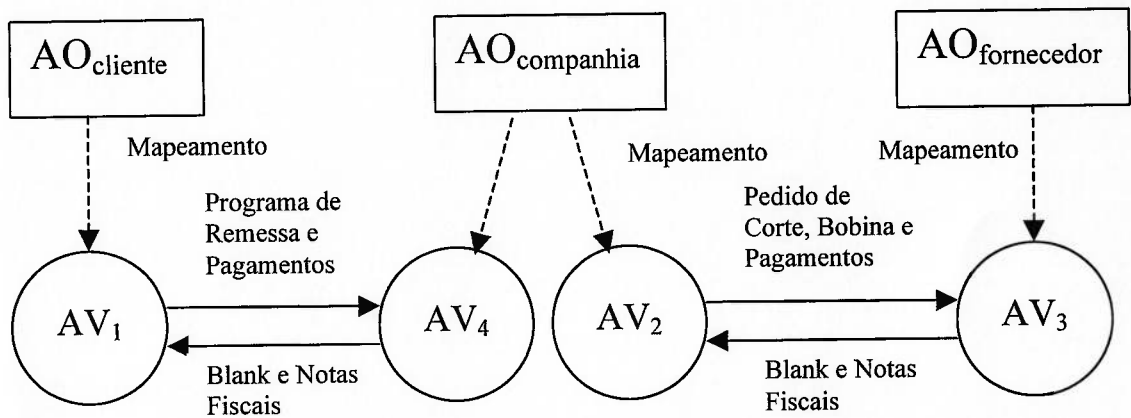 AOcliente
AOcompanhia
AOfornecedor
Mapeamento
Mapeamento
Mapeamento
Programa de
Remessa e
Pagamentos
Pedido de
Corte, Bobina e
Pagamentos
AV1
AV4
AV2
AV3
Blank e Notas
Fiscais
Blank e Notas
Fiscais